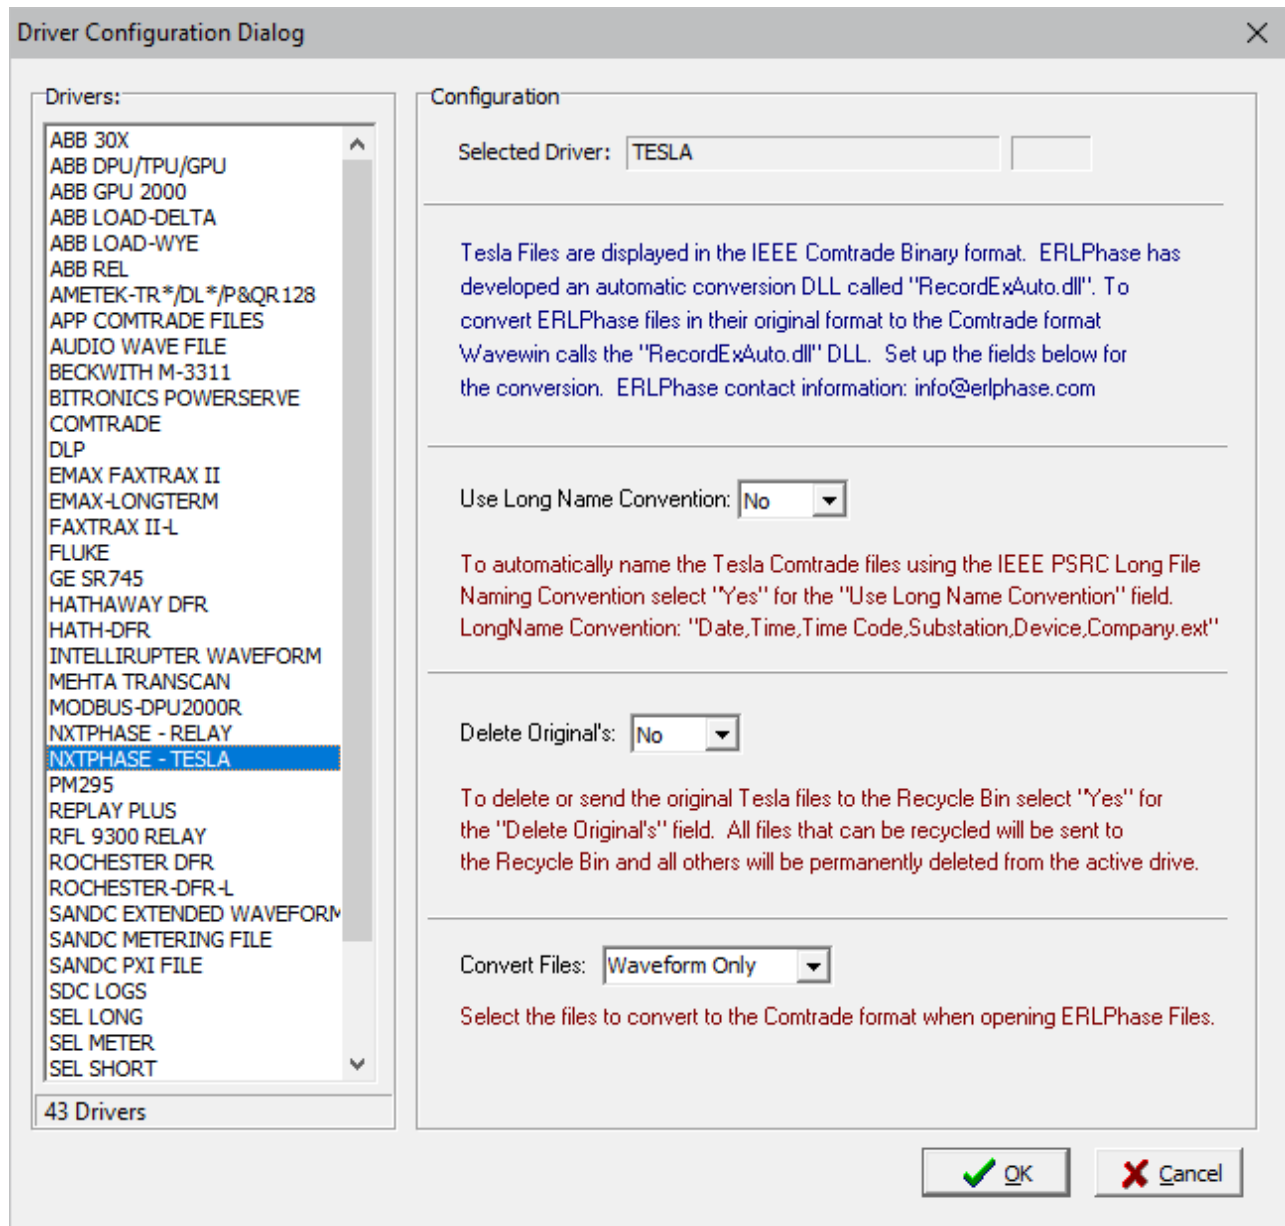 Driver Configuration Dialog
Drivers:
ABB 30X
ABB DPU/TPU/GPU
ABB GPU 2000
ABB LOAD-DELTA
ABB LOAD-WYE
ABB REL
AMETEK-TR*/DL*/P&QR128
APP COMTRADE FILES
AUDIO WAVE FILE
BECKWITH M-3311
BITRONICS POWERSERVE
COMTRADE
DLP
EMAX FAXTRAX II
EMAX-LONGTERM
FAXTRAX II-L
FLUKE
GE SR745
HATHAWAY DFR
HATH-DFR
INTELLIRUPTER WAVEFORM
MEHTA TRANSCAN
MODBUS-DPU2000R
NXTPHASE - RELAY
NXTPHASE - TESLA
PM295
REPLAY PLUS
RFL 9300 RELAY
ROCHESTER DFR
ROCHESTER-DFR-L
SANDC EXTENDED WAVEFORM
SANDC METERING FILE
SANDC PXI FILE
SDC LOGS
SEL LONG
SEL METER
SEL SHORT
43 Drivers
Configuration
Selected Driver: TESLA
Tesla Files are displayed in the IEEE Comtrade Binary format. ERLPhase has
developed an automatic conversion DLL called "RecordExAuto.dll". To
convert ERLPhase files in their original format to the Comtrade format
Wavewin calls the "RecordExAuto.dll" DLL. Set up the fields below for
the conversion. ERLPhase contact information: info@erlphase.com
Use Long Name Convention: No
To automatically name the Tesla Comtrade files using the IEEE PSRC Long File
Naming Convention select "Yes" for the "Use Long Name Convention" field.
LongName Convention: "Date,Time,Time Code,Substation,Device,Company.ext"
Delete Original's: No
To delete or send the original Tesla files to the Recycle Bin select "Yes" for
the "Delete Original's" field. All files that can be recycled will be sent to
the Recycle Bin and all others will be permanently deleted from the active drive.
Convert Files: Waveform Only
Select the files to convert to the Comtrade format when opening ERLPhase Files.
OK
Cancel